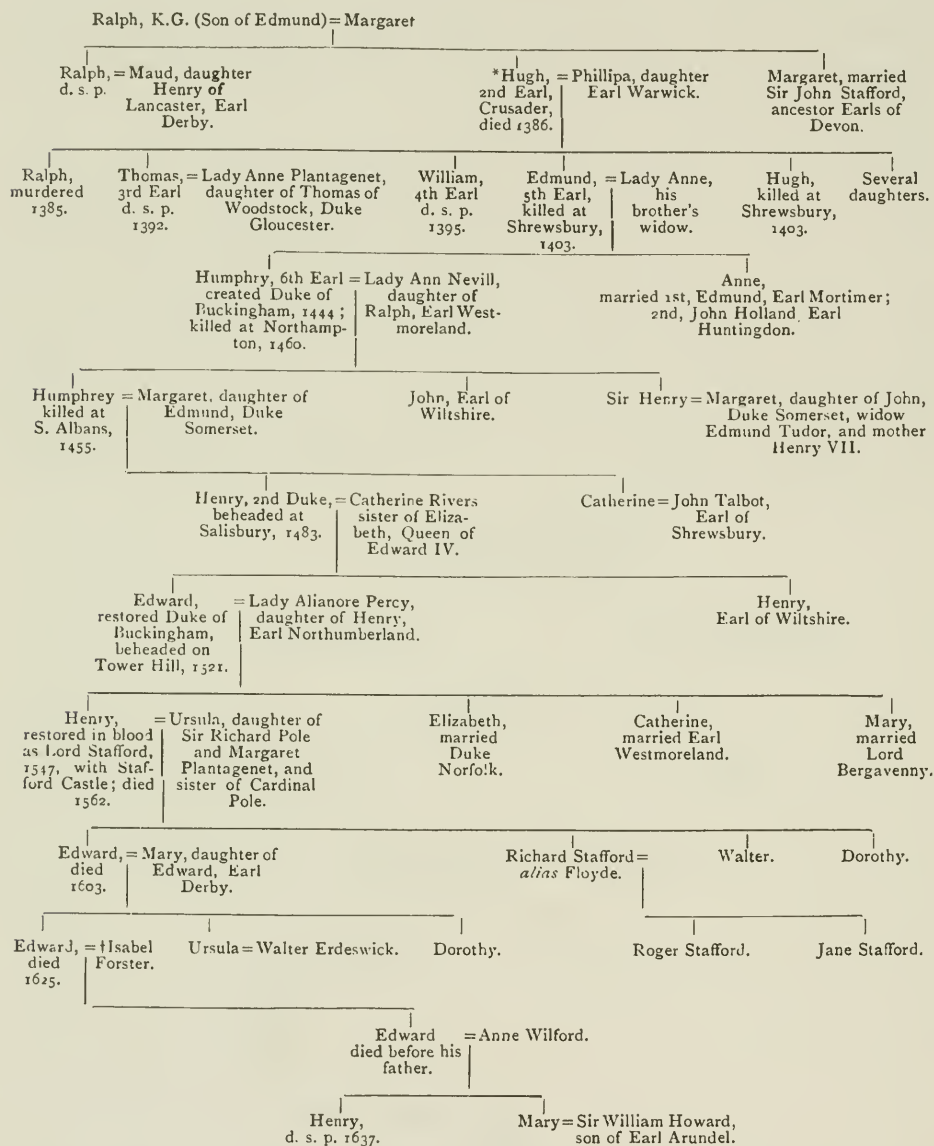 Ralph, K.G. (Son of Edmund) = Margaret
Ralph, = Maud, daughter
d. s. p. Henry of
Lancaster, Earl
Derby.
*Hugh, = Phillipa, daughter
2nd Earl, Earl Warwick.
Crusader,
died 1386.
Margaret, married
Sir John Stafford,
ancestor Earls of
Devon.
Ralph,
murdered
1385.
Thomas, = Lady Anne Plantagenet,
3rd Earl daughter of Thomas of
d. s. p. Woodstock, Duke
1392. Gloucester.
William,
4th Earl
d. s. p.
1395.
Edmund, = Lady Anne,
5th Earl, his
killed at brother's
Shrewsbury, widow.
1403.
Hugh,
killed at
Shrewsbury,
1403.
Several
daughters.
Humphry, 6th Earl = Lady Ann Nevill,
created Duke of daughter of
Buckingham, 1444 ; Ralph, Earl West-
killed at Northamp- moreland.
ton, 1460.
Anne,
married 1st, Edmund, Earl Mortimer;
2nd, John Holland Earl
Huntingdon.
Humphrey = Margaret, daughter of
killed at Edmund, Duke
S. Albans, Somerset.
1455.
John, Earl of
Wiltshire.
Sir Henry = Margaret, daughter of John,
Duke Somerset, widow
Edmund Tudor, and mother
Henry VII.
Henry, 2nd Duke, = Catherine Rivers
beheaded at sister of Eliza-
Salisbury, 1483. beth, Queen of
Edward IV.
Catherine = John Talbot,
Earl of
Shrewsbury.
Edward, = Lady Alianore Percy,
restored Duke of daughter of Henry,
Buckingham, Earl Northumberland.
beheaded on
Tower Hill, 1521.
Henry,
Earl of Wiltshire.
Henry, = Ursula, daughter of
restored in blood Sir Richard Pole
as Lord Stafford, and Margaret
1547, with Staf- Plantagenet, and
ford Castle; died sister of Cardinal
1562. Pole.
Elizabeth,
married
Duke
Norfolk.
Catherine,
married Earl
Westmoreland.
Mary,
married
Lord
Bergavenny.
Edward, = Mary, daughter of
died Edward, Earl
1603. Derby.
Richard Stafford =
alias Floyde.
Walter.
Dorothy.
Edward, = †Isabel
died Forster.
1625.
Ursula = Walter Erdeswick.
Dorothy.
Roger Stafford.
Jane Stafford.
Edward = Anne Wilford.
died before his
father.
Henry,
d. s. p. 1637.
Mary = Sir William Howard,
son of Earl Arundel.